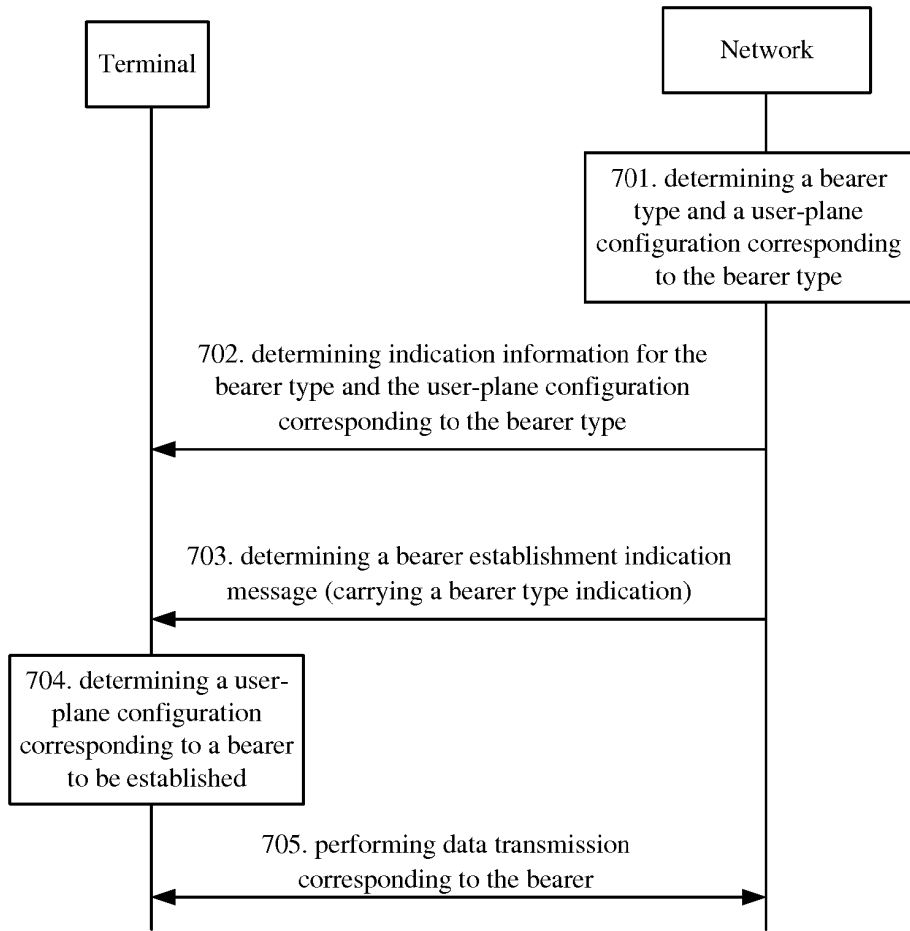 Terminal
Network
701. determining a bearer
type and a user-plane
configuration corresponding
to the bearer type
702. determining indication information for the
bearer type and the user-plane configuration
corresponding to the bearer type
703. determining a bearer establishment indication
message (carrying a bearer type indication)
704. determining a user-
plane configuration
corresponding to a bearer
to be established
705. performing data transmission
corresponding to the bearer